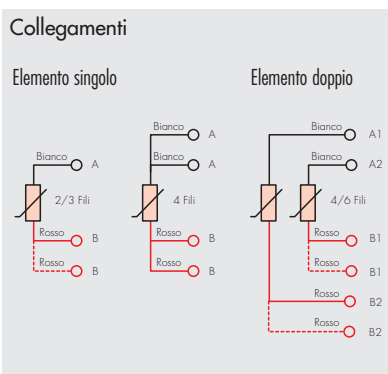 Collegamenti
Elemento singolo
Elemento doppio
Bianco A
2/3 Fili
Rosso B
Rosso B
Bianco A
Bianco A
4 Fili
Rosso B
Rosso B
Bianco A1
Bianco A2
4/6 Fili
Rosso B1
Rosso B1
Rosso B2
Rosso B2